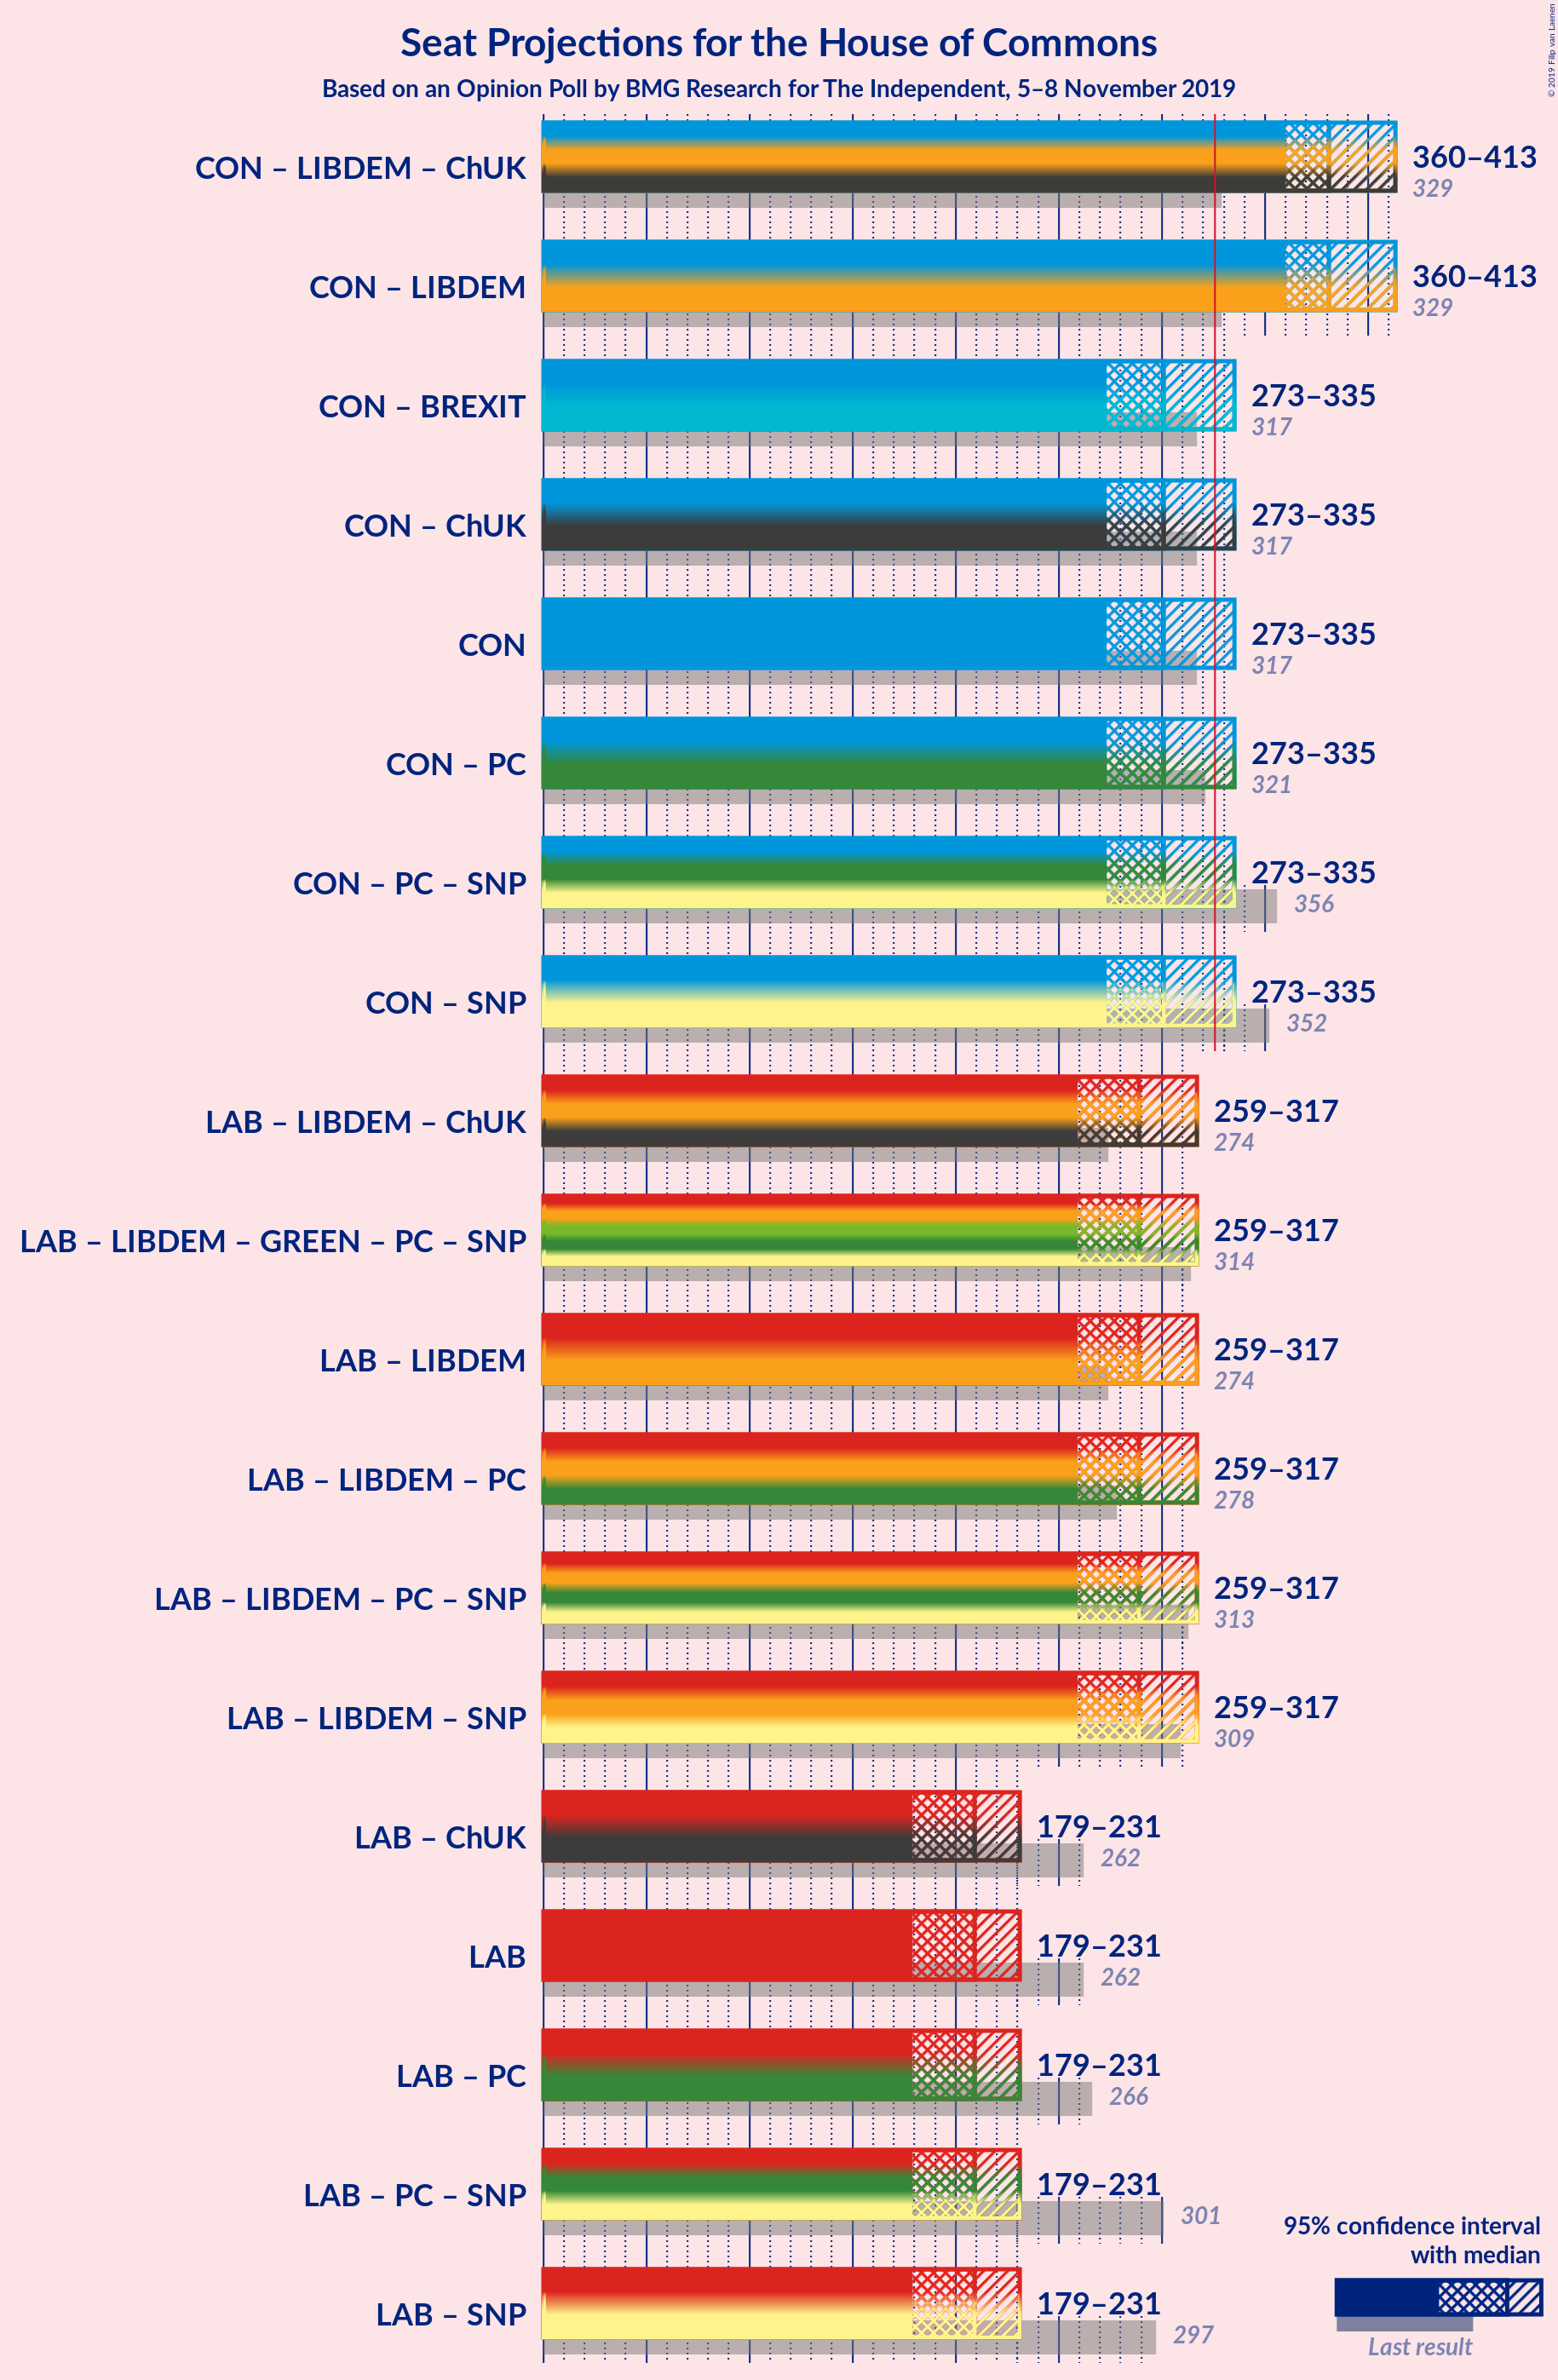 Seat Projections for the House of Commons
Based on an Opinion Poll by BMG Research for The Independent, 5–8 November 2019
© 2019 Filip van Laenen
CON – LIBDEM – ChUK
360–413
329
CON – LIBDEM
360–413
329
CON – BREXIT
273–335
317
CON – ChUK
273–335
317
CON
273–335
317
CON – PC
273–335
321
CON – PC – SNP
273–335
356
CON – SNP
273–335
352
LAB – LIBDEM – ChUK
259–317
274
LAB – LIBDEM – GREEN – PC – SNP
259–317
314
LAB – LIBDEM
259–317
274
LAB – LIBDEM – PC
259–317
278
LAB – LIBDEM – PC – SNP
259–317
313
LAB – LIBDEM – SNP
259–317
309
LAB – ChUK
179–231
262
LAB
179–231
262
LAB – PC
179–231
266
LAB – PC – SNP
179–231
301
LAB – SNP
179–231
297
95% confidence interval
with median
Last result